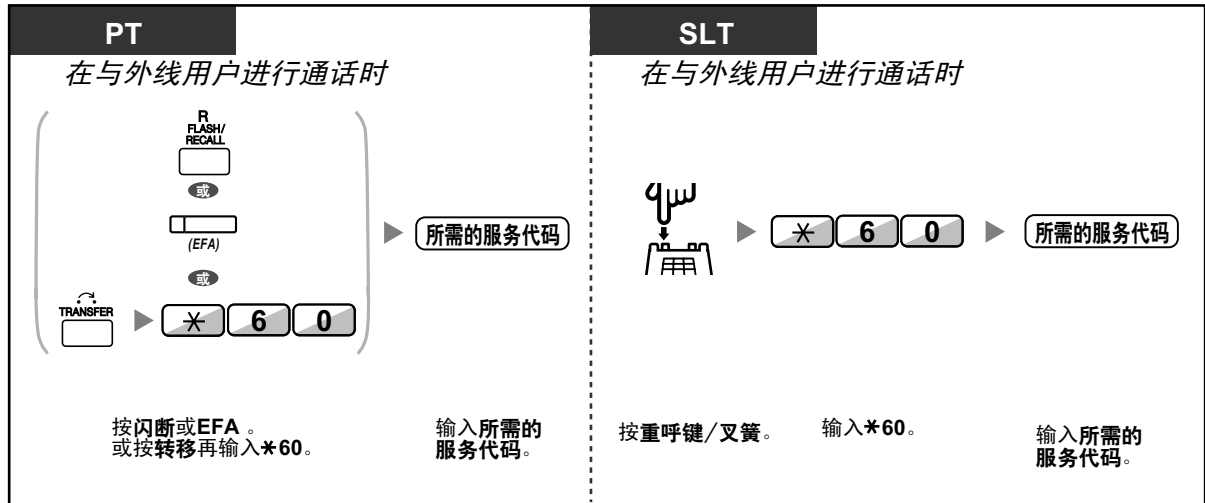 PT
在与外线用户进行通话时
R
FLASH/
RECALL
或
(EFA)
或
TRANSFER
* 6 0
所需的服务代码
按闪断或EFA 。
或按转移再输入*60。
输入所需的
服务代码。
SLT
在与外线用户进行通话时
* 6 0
所需的服务代码
按重呼键/叉簧。
输入*60。
输入所需的
服务代码。